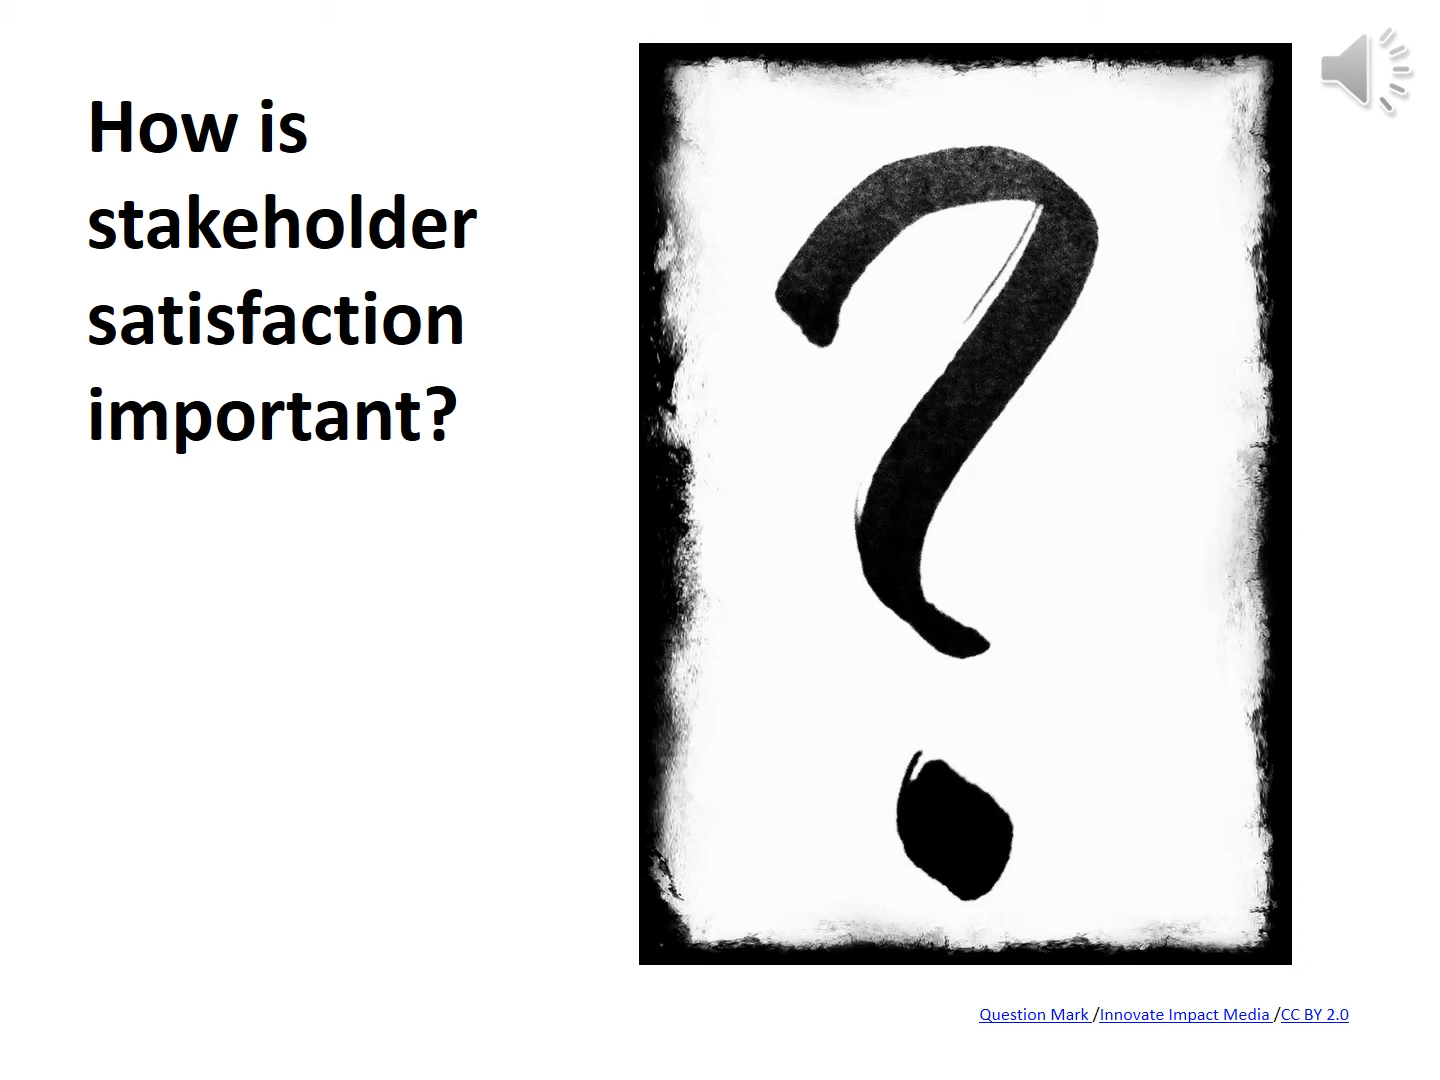 How is
stakeholder
satisfaction
important?
Question Mark /Innovate Impact Media /CC BY 2.0